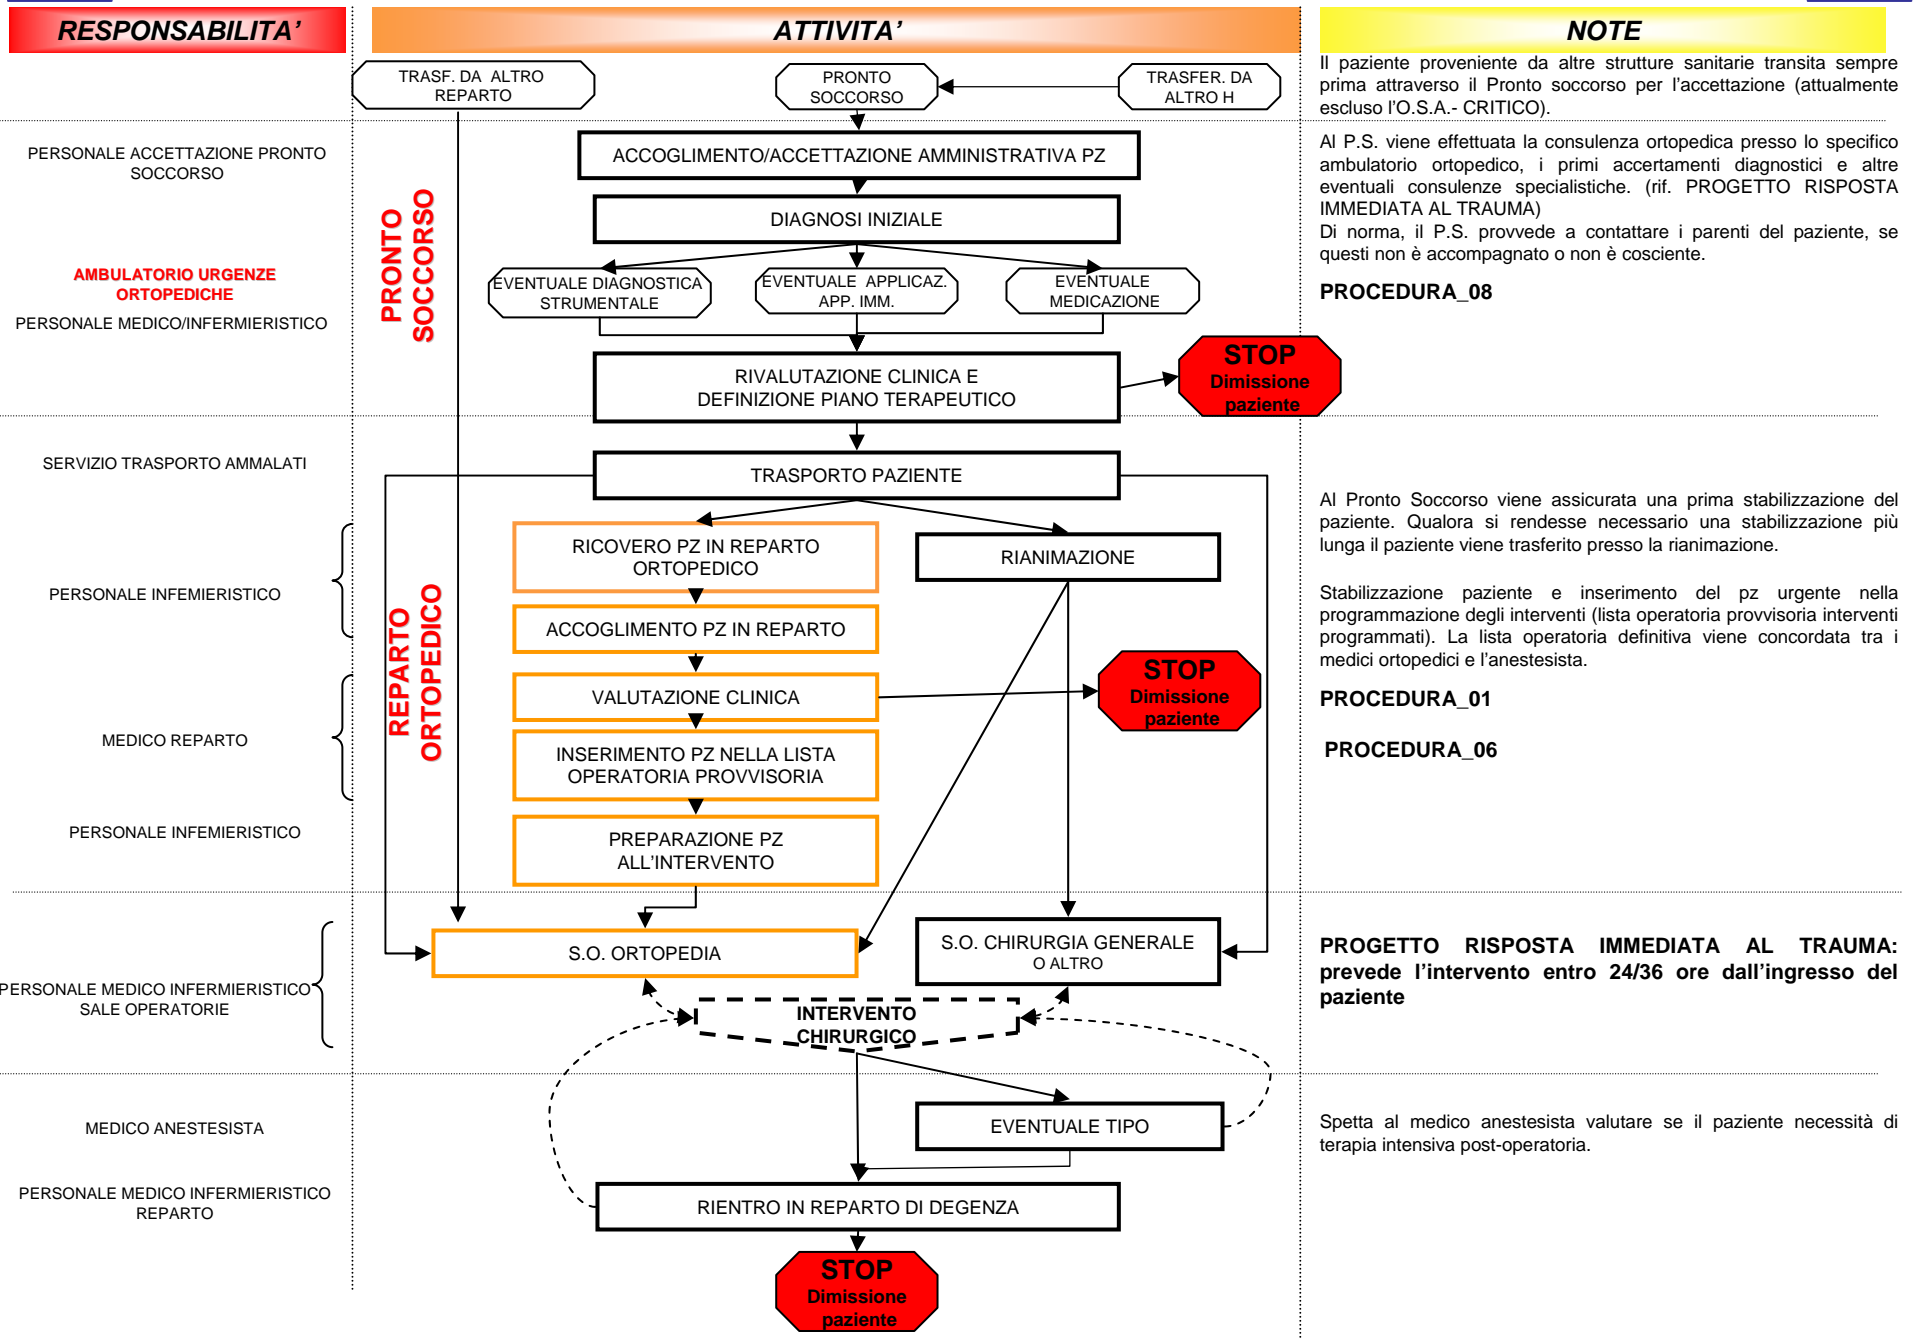 RESPONSABILITA’
ATTIVITA’
NOTE
TRASF. DA ALTRO
REPARTO
PRONTO
SOCCORSO
TRASFER. DA
ALTRO H
Il paziente proveniente da altre strutture sanitarie transita sempre
prima attraverso il Pronto soccorso per l’accettazione (attualmente
escluso l’O.S.A.- CRITICO).
PERSONALE ACCETTAZIONE PRONTO
SOCCORSO
ACCOGLIMENTO/ACCETTAZIONE AMMINISTRATIVA PZ
Al P.S. viene effettuata la consulenza ortopedica presso lo specifico
ambulatorio ortopedico, i primi accertamenti diagnostici e altre
eventuali consulenze specialistiche. (rif. PROGETTO RISPOSTA
IMMEDIATA AL TRAUMA)
Di norma, il P.S. provvede a contattare i parenti del paziente, se
questi non è accompagnato o non è cosciente.
PROCEDURA_08
PRONTO
SOCCORSO
DIAGNOSI INIZIALE
AMBULATORIO URGENZE
ORTOPEDICHE
PERSONALE MEDICO/INFERMIERISTICO
EVENTUALE DIAGNOSTICA
STRUMENTALE
EVENTUALE APPLICAZ.
APP. IMM.
EVENTUALE
MEDICAZIONE
RIVALUTAZIONE CLINICA E
DEFINIZIONE PIANO TERAPEUTICO
STOP
Dimissione
paziente
SERVIZIO TRASPORTO AMMALATI
TRASPORTO PAZIENTE
Al Pronto Soccorso viene assicurata una prima stabilizzazione del
paziente. Qualora si rendesse necessario una stabilizzazione più
lunga il paziente viene trasferito presso la rianimazione.
RICOVERO PZ IN REPARTO
ORTOPEDICO
RIANIMAZIONE
PERSONALE INFEMIERISTICO
REPARTO
ORTOPEDICO
ACCOGLIMENTO PZ IN REPARTO
Stabilizzazione paziente e inserimento del pz urgente nella
programmazione degli interventi (lista operatoria provvisoria interventi
programmati). La lista operatoria definitiva viene concordata tra i
medici ortopedici e l’anestesista.
PROCEDURA_01
PROCEDURA_06
VALUTAZIONE CLINICA
STOP
Dimissione
paziente
MEDICO REPARTO
INSERIMENTO PZ NELLA LISTA
OPERATORIA PROVVISORIA
PERSONALE INFEMIERISTICO
PREPARAZIONE PZ
ALL’INTERVENTO
S.O. ORTOPEDIA
S.O. CHIRURGIA GENERALE
O ALTRO
PROGETTO RISPOSTA IMMEDIATA AL TRAUMA:
prevede l’intervento entro 24/36 ore dall’ingresso del
paziente
PERSONALE MEDICO INFERMIERISTICO
SALE OPERATORIE
INTERVENTO
CHIRURGICO
MEDICO ANESTESISTA
EVENTUALE TIPO
Spetta al medico anestesista valutare se il paziente necessità di
terapia intensiva post-operatoria.
PERSONALE MEDICO INFERMIERISTICO
REPARTO
RIENTRO IN REPARTO DI DEGENZA
STOP
Dimissione
paziente